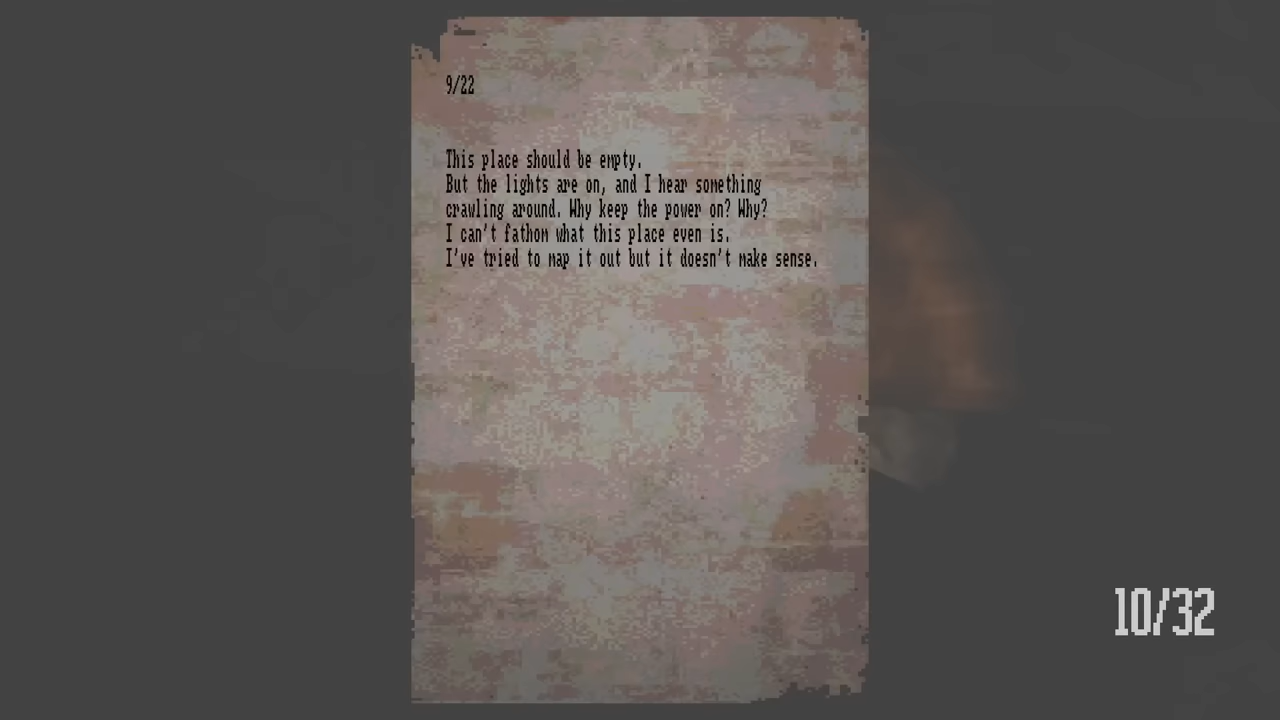 9/22
This place should be empty.
But the lights are on, and I hear something
crawling around. Why keep the power on? Why?
I can't fathom what this place even is.
I've tried to map it out but it doesn't make sense.
10/32